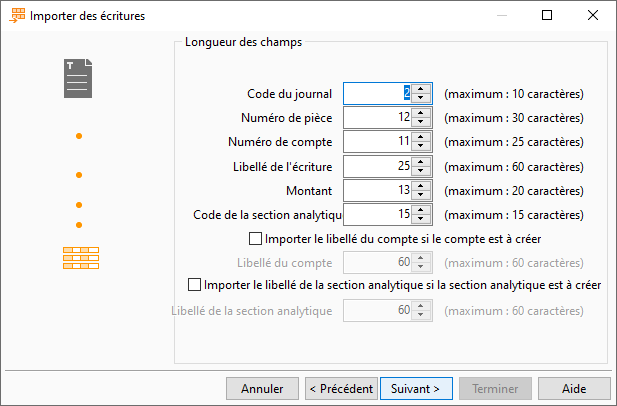 Importer des écritures
Longueur des champs
T
Code du journal 2 (maximum : 10 caractères)
Numéro de pièce 12 (maximum : 30 caractères)
Numéro de compte 11 (maximum : 25 caractères)
Libellé de l'écriture 25 (maximum : 60 caractères)
Montant 13 (maximum : 20 caractères)
Code de la section analytique 15 (maximum : 15 caractères)
Importer le libellé du compte si le compte est à créer
Libellé du compte 60 (maximum : 60 caractères)
Importer le libellé de la section analytique si la section analytique est à créer
Libellé de la section analytique 60 (maximum : 60 caractères)
Annuler < Précédent Suivant > Terminer Aide